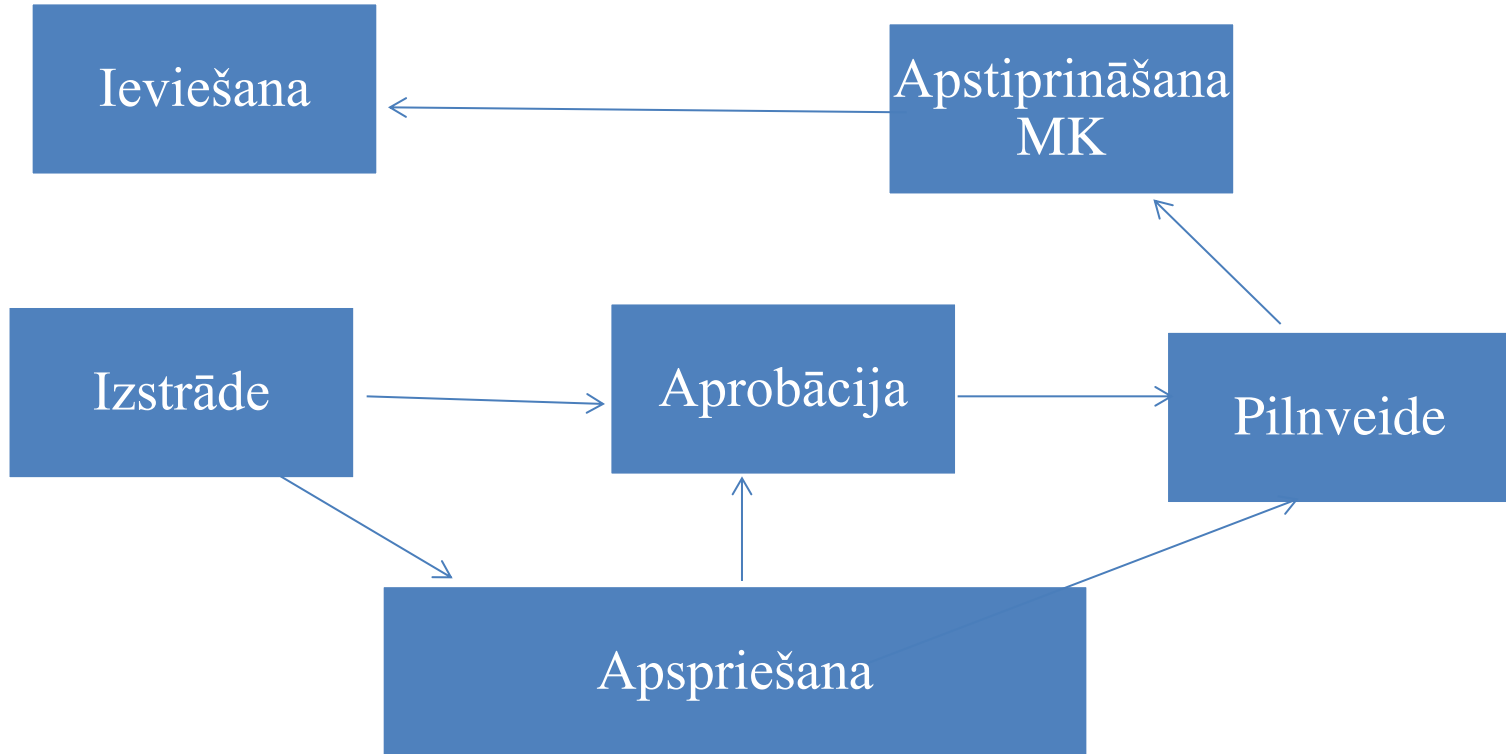 Ieviešana
Apstiprināšana
MK
Izstrāde
Aprobācija
Pilnveide
Apspriešana